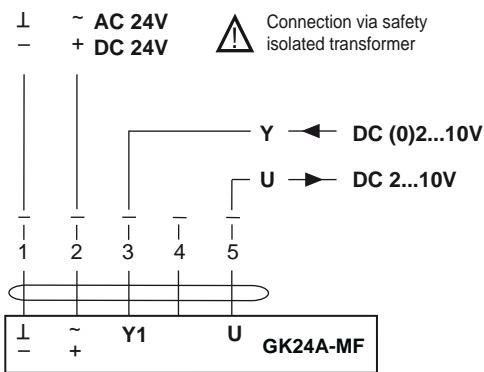 ⊥ ~ AC 24V
– + DC 24V
Connection via safety
isolated transformer
Y DC (0)2...10V
U DC 2...10V
1 2 3 4 5
⊥ ~ Y1 U
– +
GK24A-MF